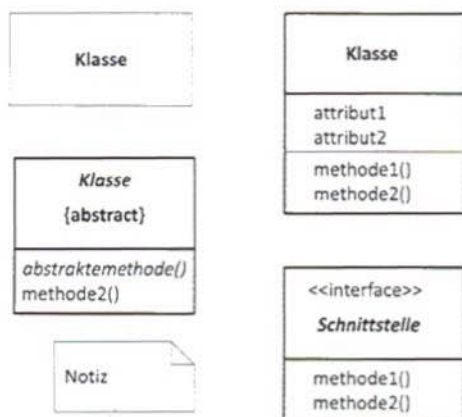 Klasse
Klasse
attribut1
attribut2
methode1()
methode2()
Klasse
{abstract}
abstraktemethode()
methode2()
<<interface>>
Schnittstelle
methode1()
methode2()
Notiz